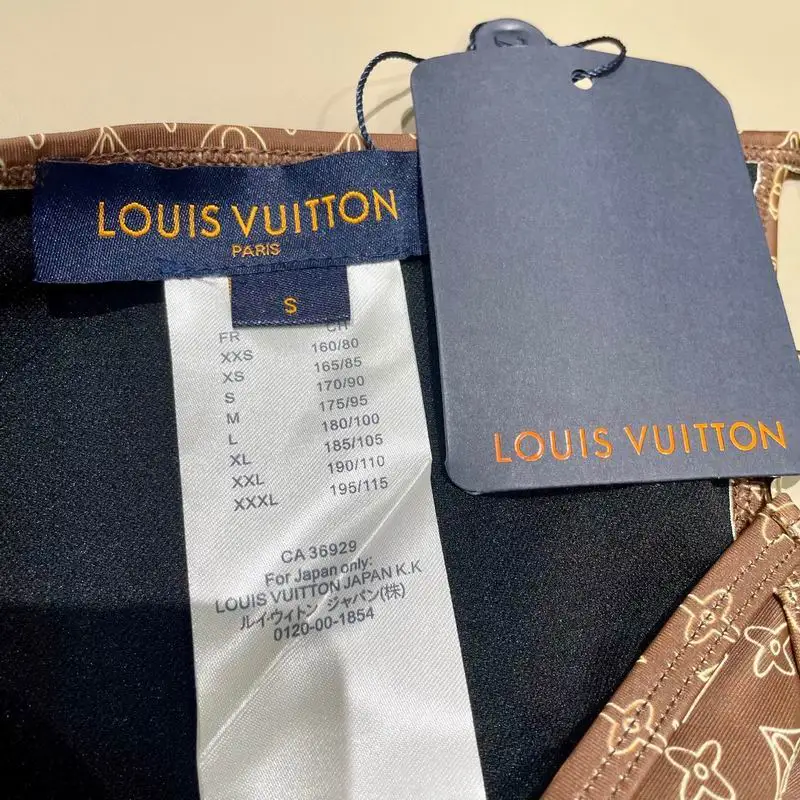 LOUIS VUITTON
PARIS
S
FR CH
XXS 160/80
XS 165/85
S 170/90
M 175/95
L 180/100
XL 185/105
XXL 190/110
XXXL 195/115
CA 36929
For Japan only:
LOUIS VUITTON JAPAN K.K
ルイ・ウィトン ジャパン(株)
0120-00-1854
LOUIS VUITTON